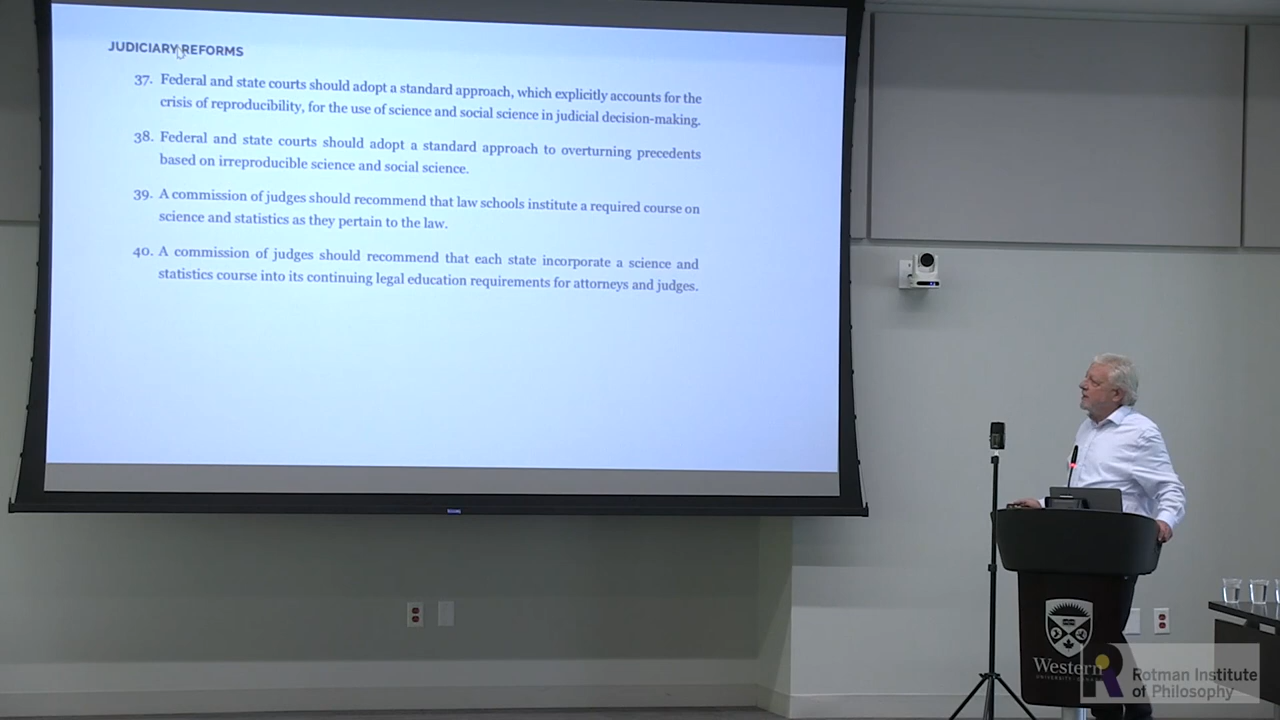 JUDICIARY REFORMS
37. Federal and state courts should adopt a standard approach, which explicitly accounts for the
crisis of reproducibility, for the use of science and social science in judicial decision-making.
38. Federal and state courts should adopt a standard approach to overturning precedents
based on irreproducible science and social science.
39. A commission of judges should recommend that law schools institute a required course on
science and statistics as they pertain to the law.
40. A commission of judges should recommend that each state incorporate a science and
statistics course into its continuing legal education requirements for attorneys and judges.
Western
Rotman Institute
of Philosophy